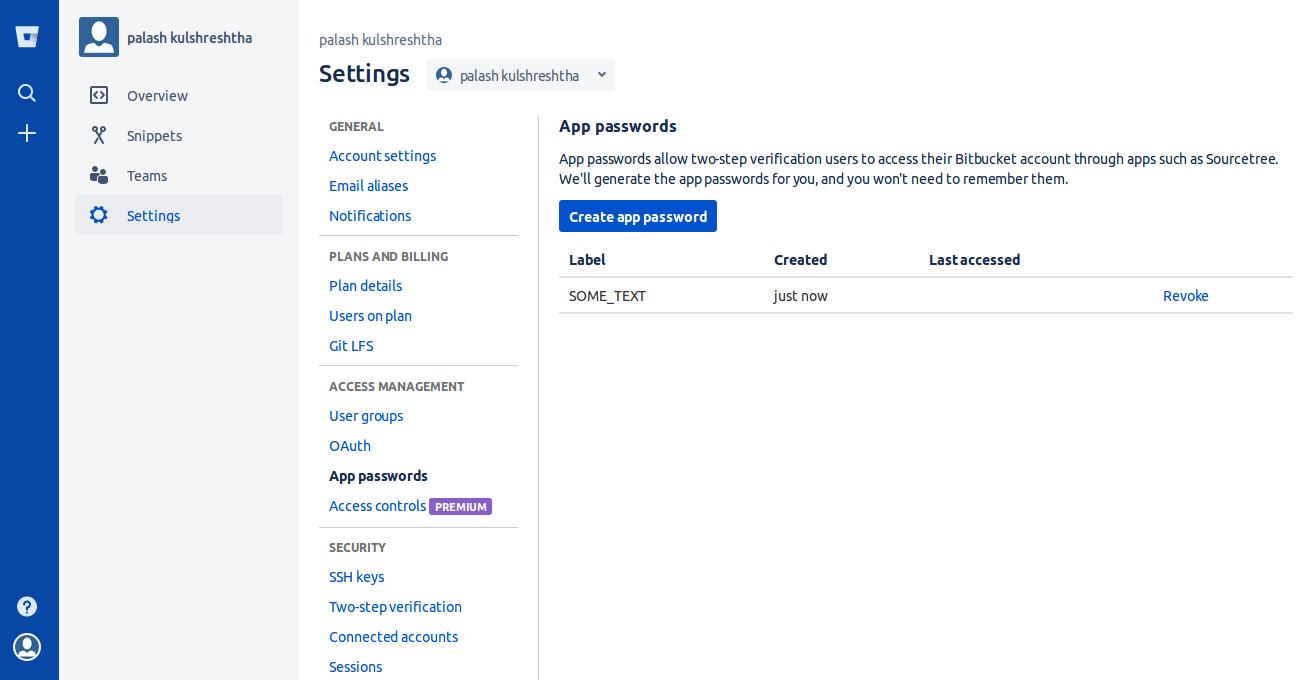 palash kulshreshtha
Overview
Snippets
Teams
Settings
palash kulshreshtha
Settings
palash kulshreshtha
GENERAL
Account settings
Email aliases
Notifications
PLANS AND BILLING
Plan details
Users on plan
Git LFS
ACCESS MANAGEMENT
User groups
OAuth
App passwords
Access controls PREMIUM
SECURITY
SSH keys
Two-step verification
Connected accounts
Sessions
App passwords
App passwords allow two-step verification users to access their Bitbucket account through apps such as Sourcetree.
We'll generate the app passwords for you, and you won't need to remember them.
Create app password
Label Created Last accessed
SOME_TEXT just now Revoke